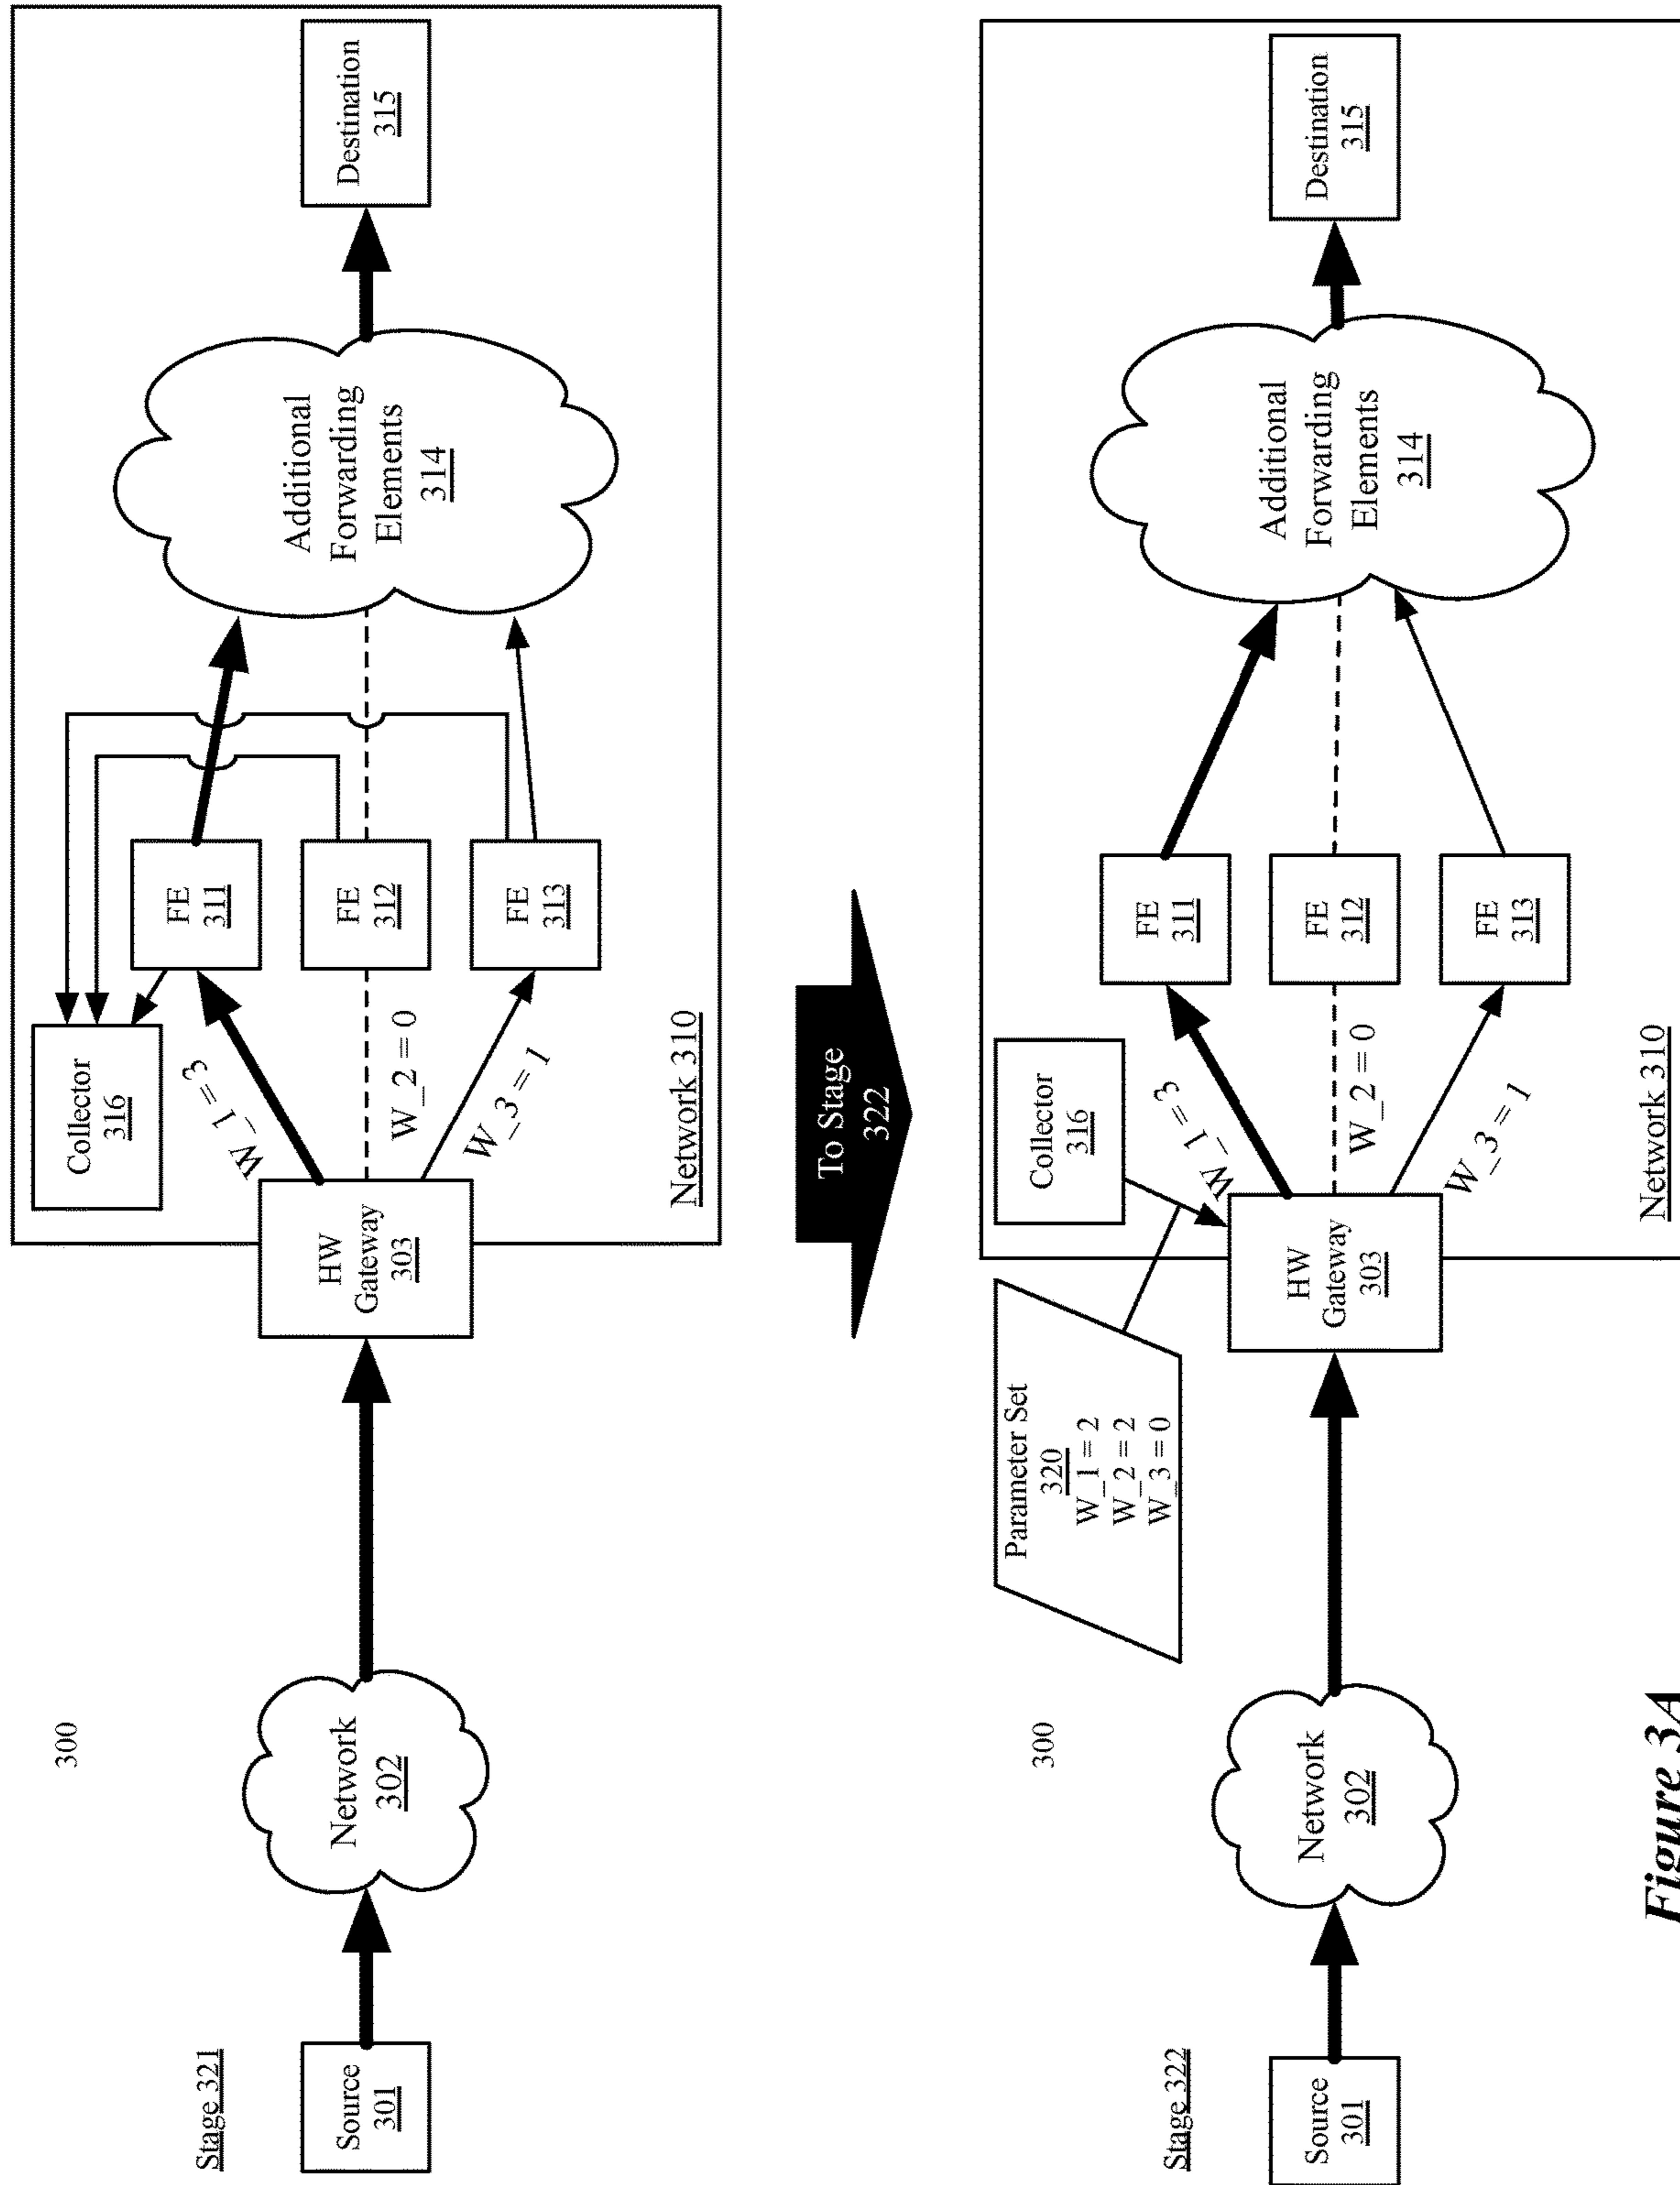 Stage 321
300
Source
301
Network
302
HW
Gateway
303
Collector
316
W_1 = 3
W_2 = 0
W_3 = 1
FE
311
FE
312
FE
313
Additional
Forwarding
Elements
314
Destination
315
Network 310
To Stage
322
Stage 322
300
Source
301
Network
302
Parameter Set
320
W_1 = 2
W_2 = 2
W_3 = 0
HW
Gateway
303
Collector
316
W_1 = 3
W_2 = 0
W_3 = 1
FE
311
FE
312
FE
313
Additional
Forwarding
Elements
314
Destination
315
Network 310
Figure 3A